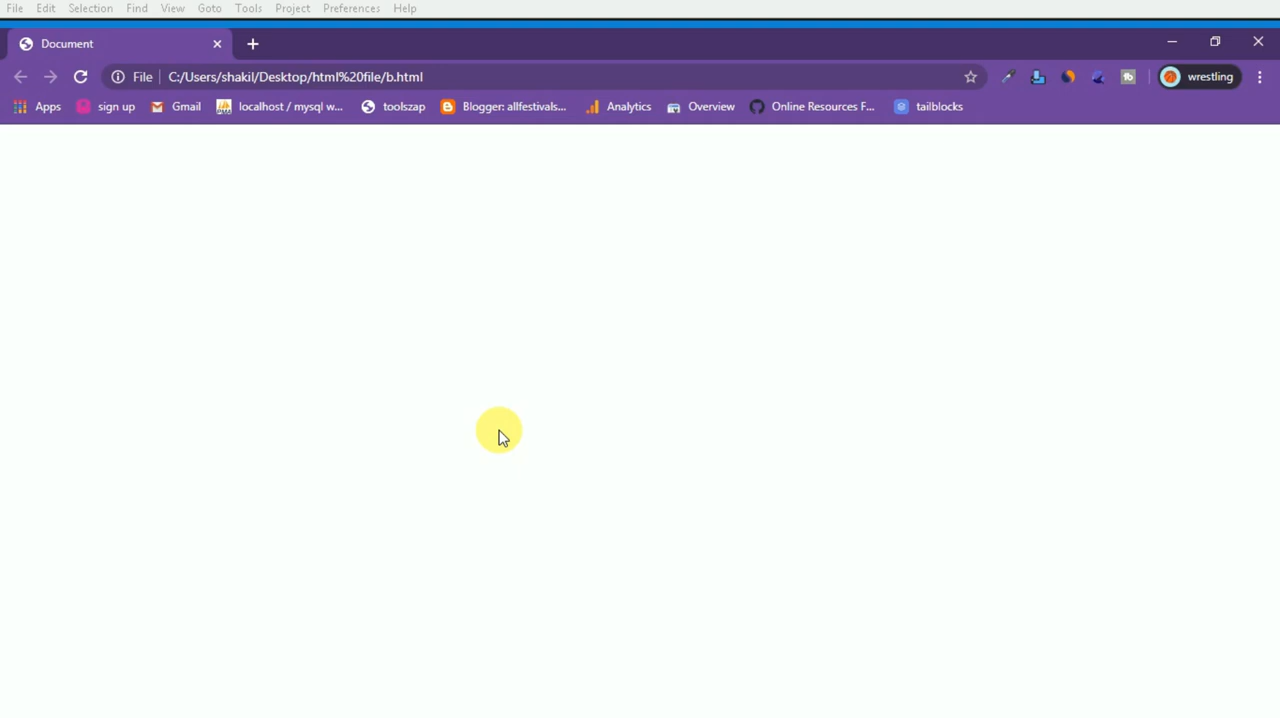 File Edit Selection Find View Goto Tools Project Preferences Help
Document
File C:/Users/shakil/Desktop/html%20file/b.html wrestling
Apps sign up Gmail localhost / mysql w... toolszap Blogger: allfestivals... Analytics Overview Online Resources F... tailblocks